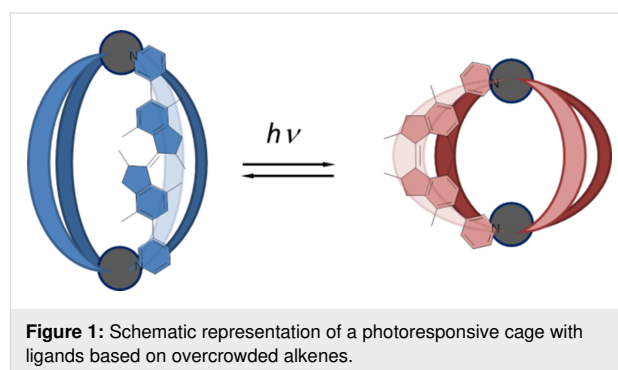 N
hν
N
N
N
Figure 1: Schematic representation of a photoresponsive cage with
ligands based on overcrowded alkenes.